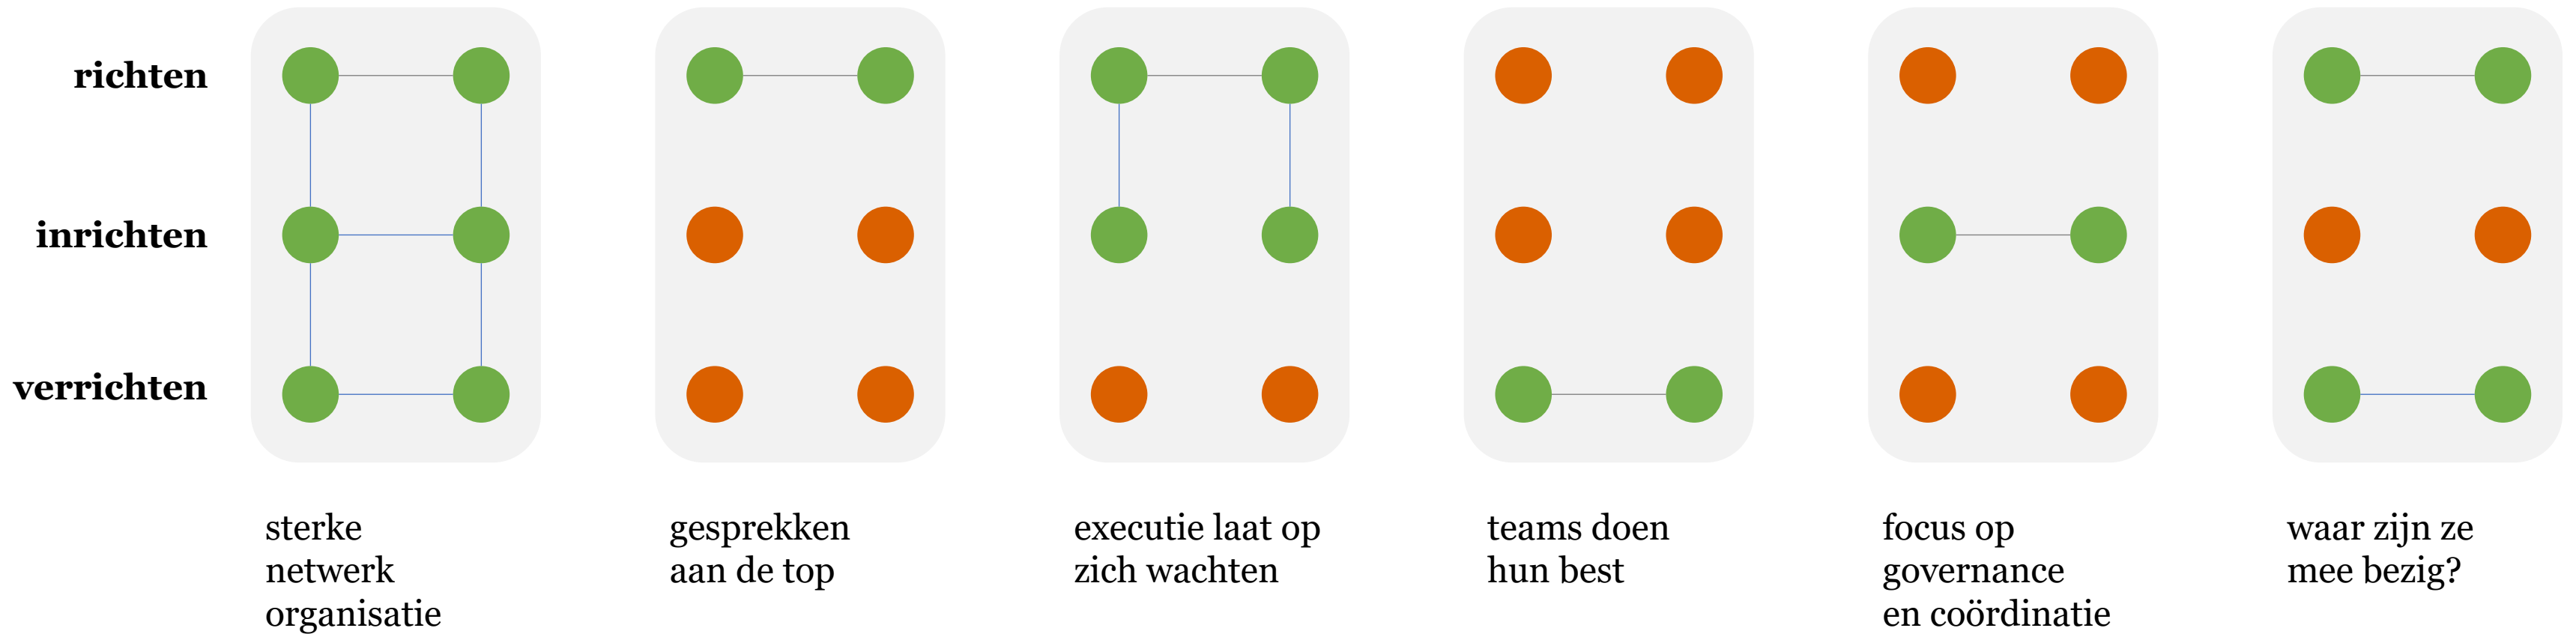 richten
inrichten
verrichten
sterke
netwerk
organisatie
gesprekken
aan de top
executie laat op
zich wachten
teams doen
hun best
focus op
governance
en coördinatie
waar zijn ze
mee bezig?